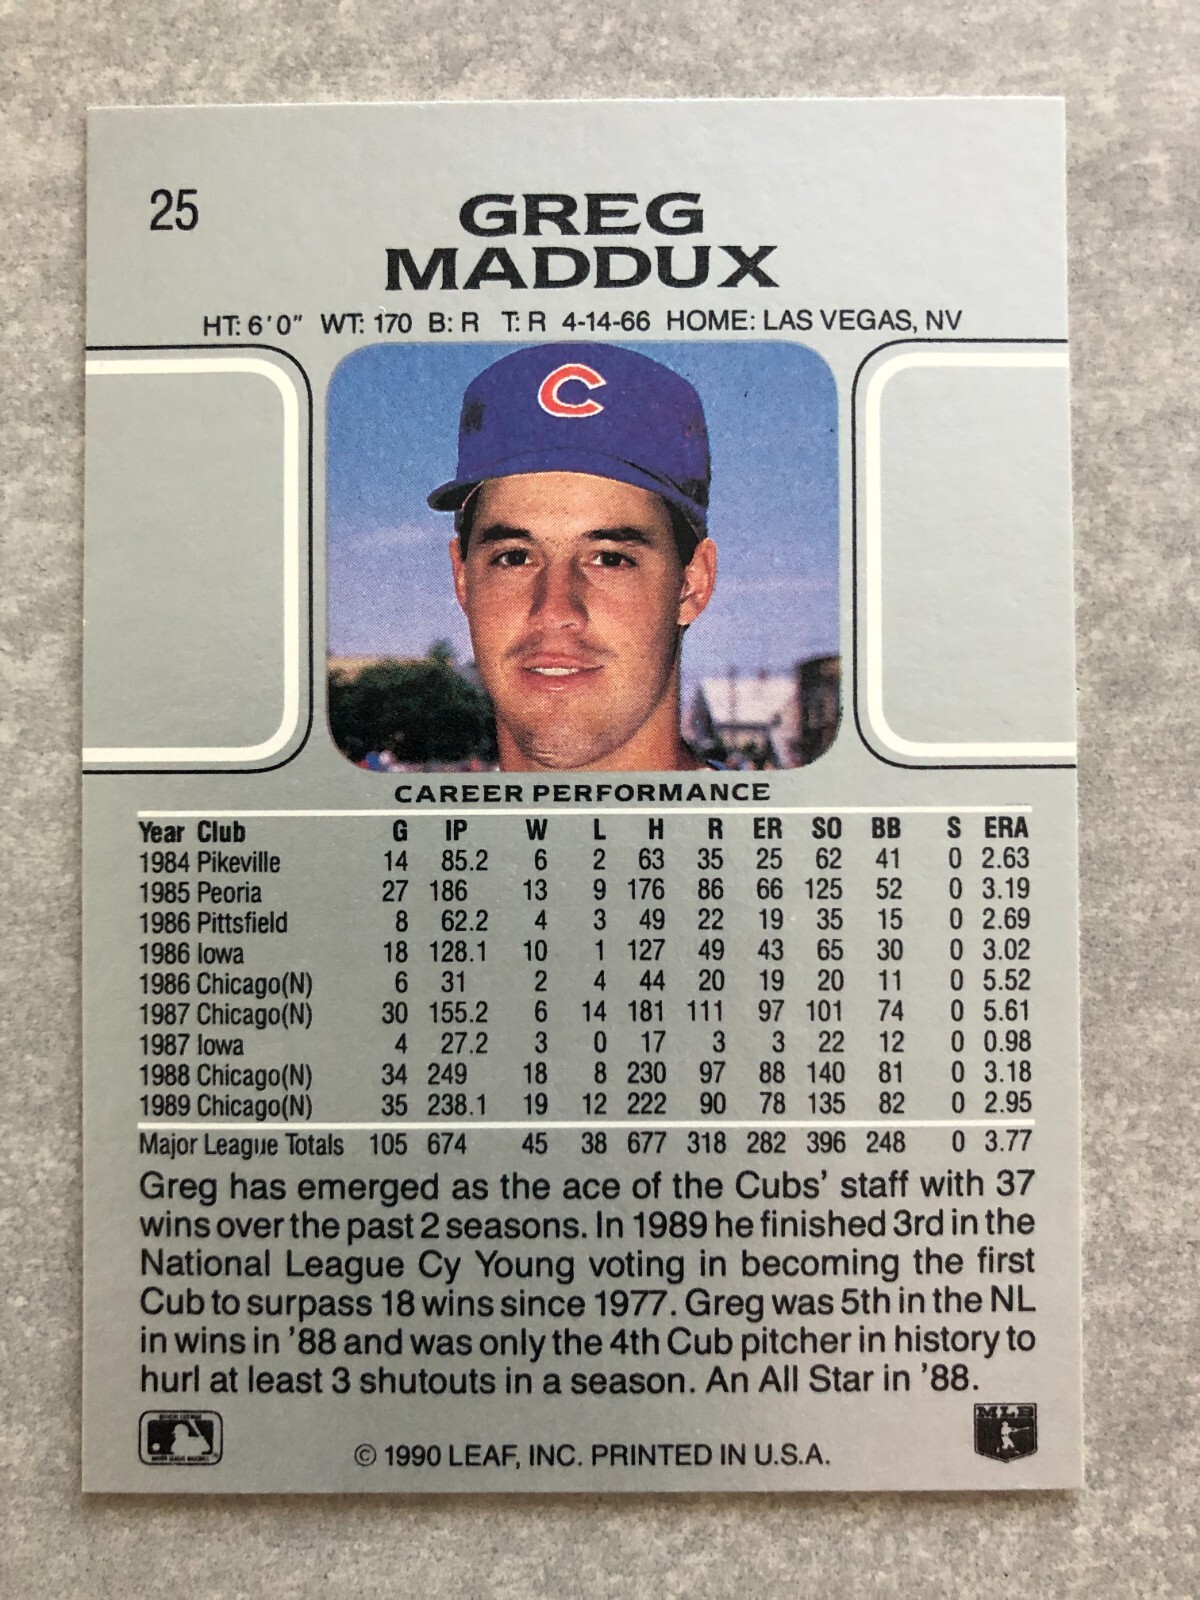 25
GREG
MADDUX
HT: 6'0" WT: 170 B: R T: R 4-14-66 HOME: LAS VEGAS, NV
C
CAREER PERFORMANCE
Year Club G IP W L H R ER SO BB S ERA
1984 Pikeville 14 85.2 6 2 63 35 25 62 41 0 2.63
1985 Peoria 27 186 13 9 176 86 66 125 52 0 3.19
1986 Pittsfield 8 62.2 4 3 49 22 19 35 15 0 2.69
1986 Iowa 18 128.1 10 1 127 49 43 65 30 0 3.02
1986 Chicago(N) 6 31 2 4 44 20 19 20 11 0 5.52
1987 Chicago(N) 30 155.2 6 14 181 111 97 101 74 0 5.61
1987 Iowa 4 27.2 3 0 17 3 3 22 12 0 0.98
1988 Chicago(N) 34 249 18 8 230 97 88 140 81 0 3.18
1989 Chicago(N) 35 238.1 19 12 222 90 78 135 82 0 2.95
Major League Totals 105 674 45 38 677 318 282 396 248 0 3.77
Greg has emerged as the ace of the Cubs' staff with 37
wins over the past 2 seasons. In 1989 he finished 3rd in the
National League Cy Young voting in becoming the first
Cub to surpass 18 wins since 1977. Greg was 5th in the NL
in wins in '88 and was only the 4th Cub pitcher in history to
hurl at least 3 shutouts in a season. An All Star in '88.
MLB
© 1990 LEAF, INC. PRINTED IN U.S.A.